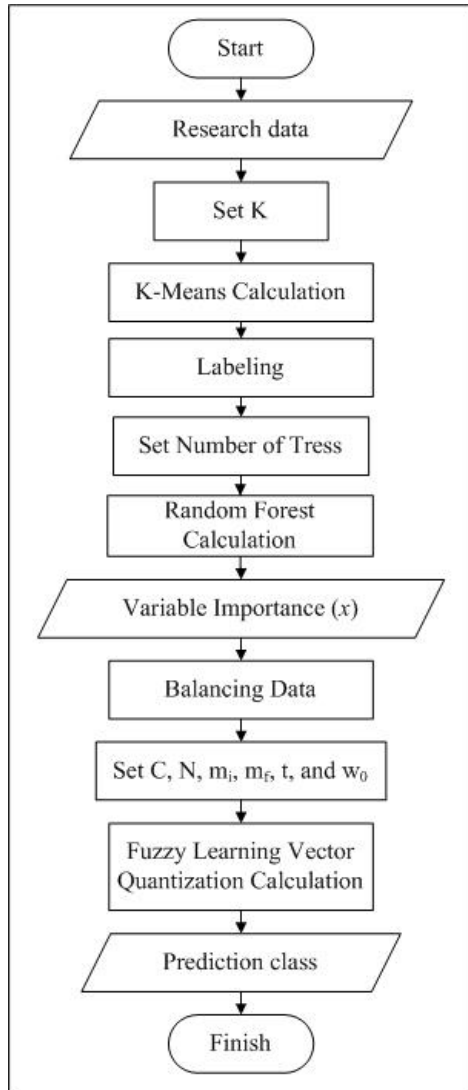 Start
Research data
Set K
K-Means Calculation
Labeling
Set Number of Tress
Random Forest
Calculation
Variable Importance (x)
Balancing Data
Set C, N, mᵢ, m_f, t, and w₀
Fuzzy Learning Vector
Quantization Calculation
Prediction class
Finish